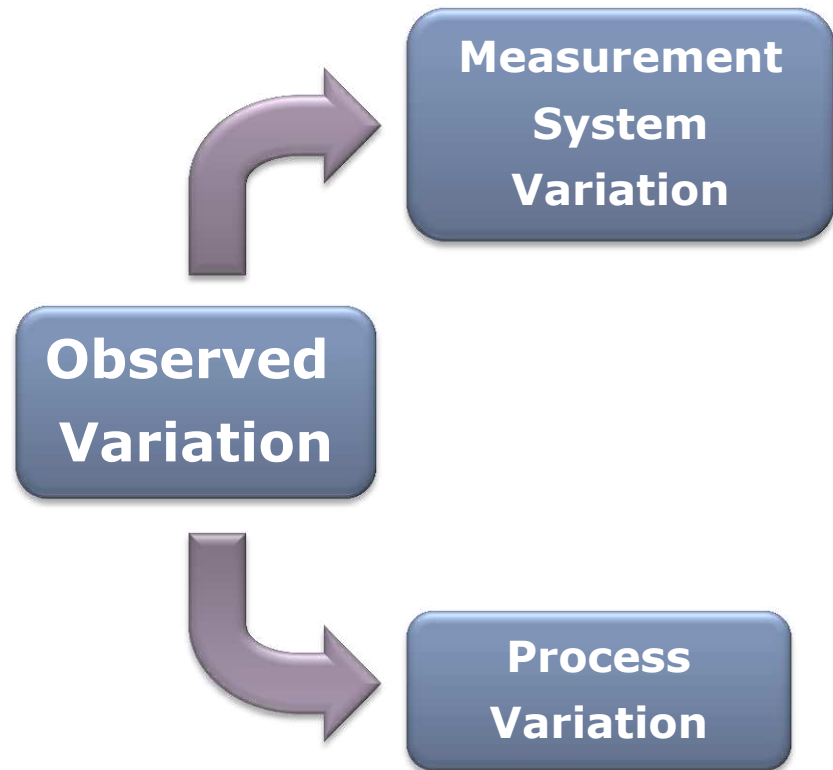 Measurement
System
Variation
Observed
Variation
Process
Variation